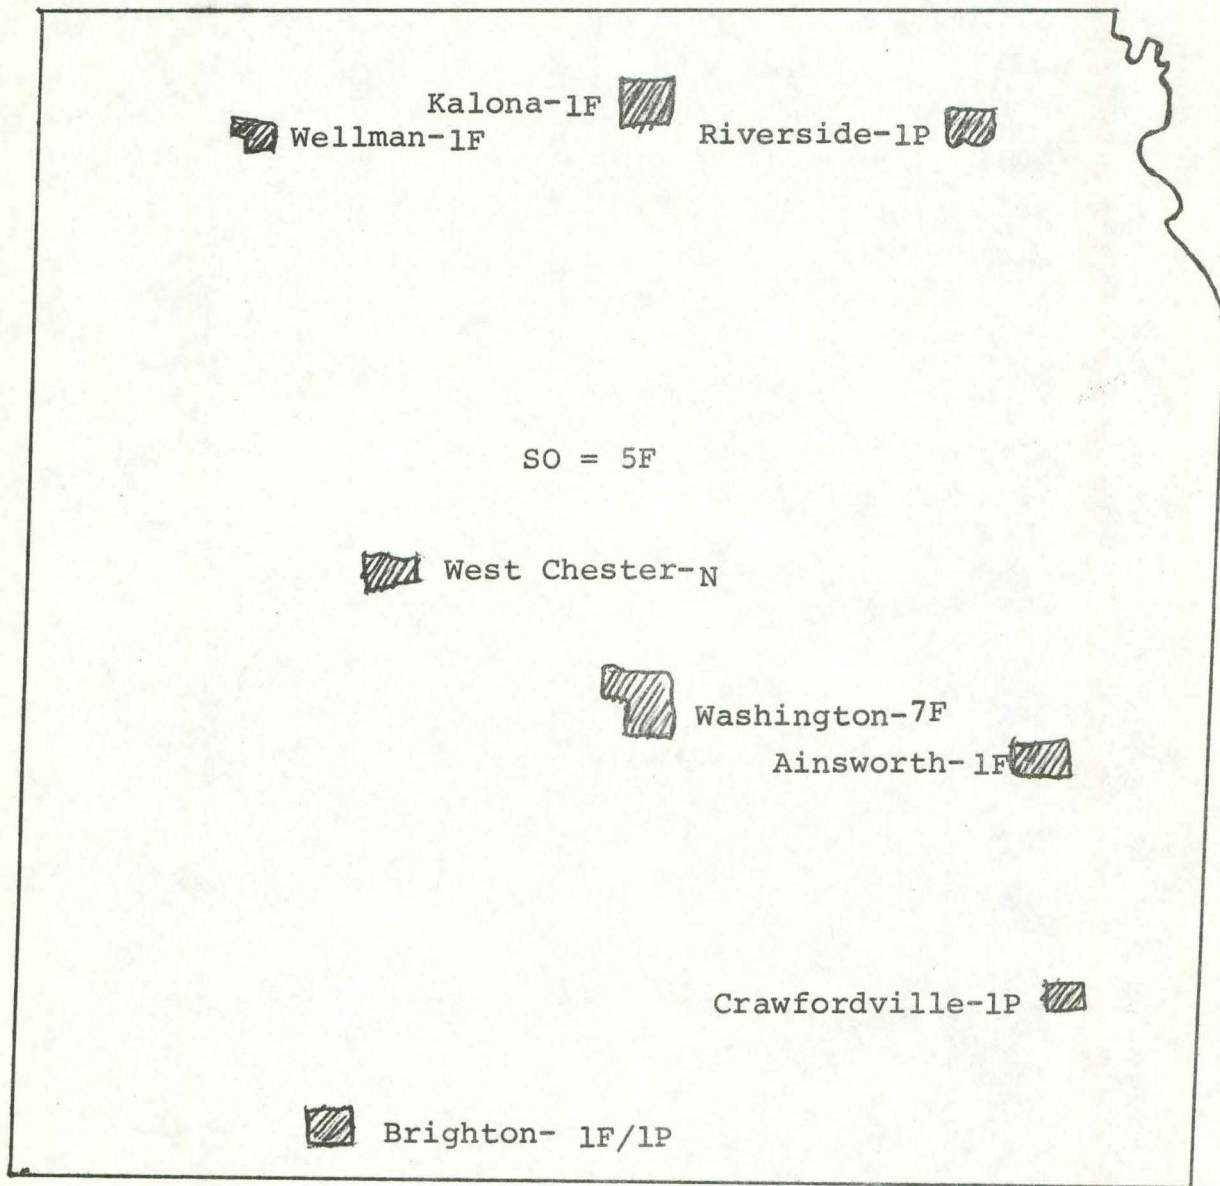 Kalona-1F
Wellman-1F
Riverside-1P
SO = 5F
West Chester-N
Washington-7F
Ainsworth-1F
Crawfordville-1P
Brighton- 1F/1P